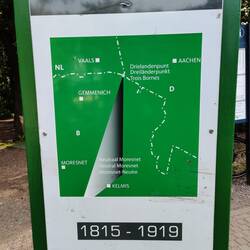 VAALS
AACHEN
NL
Drielandenpunt
Dreiländerpunkt
Trois Bornes
GEMMENICH
D
B
Neutraal Moresnet
Neutral Moresnet
Moresnet-Neutre
MORESNET
KELMIS
1815 - 1919